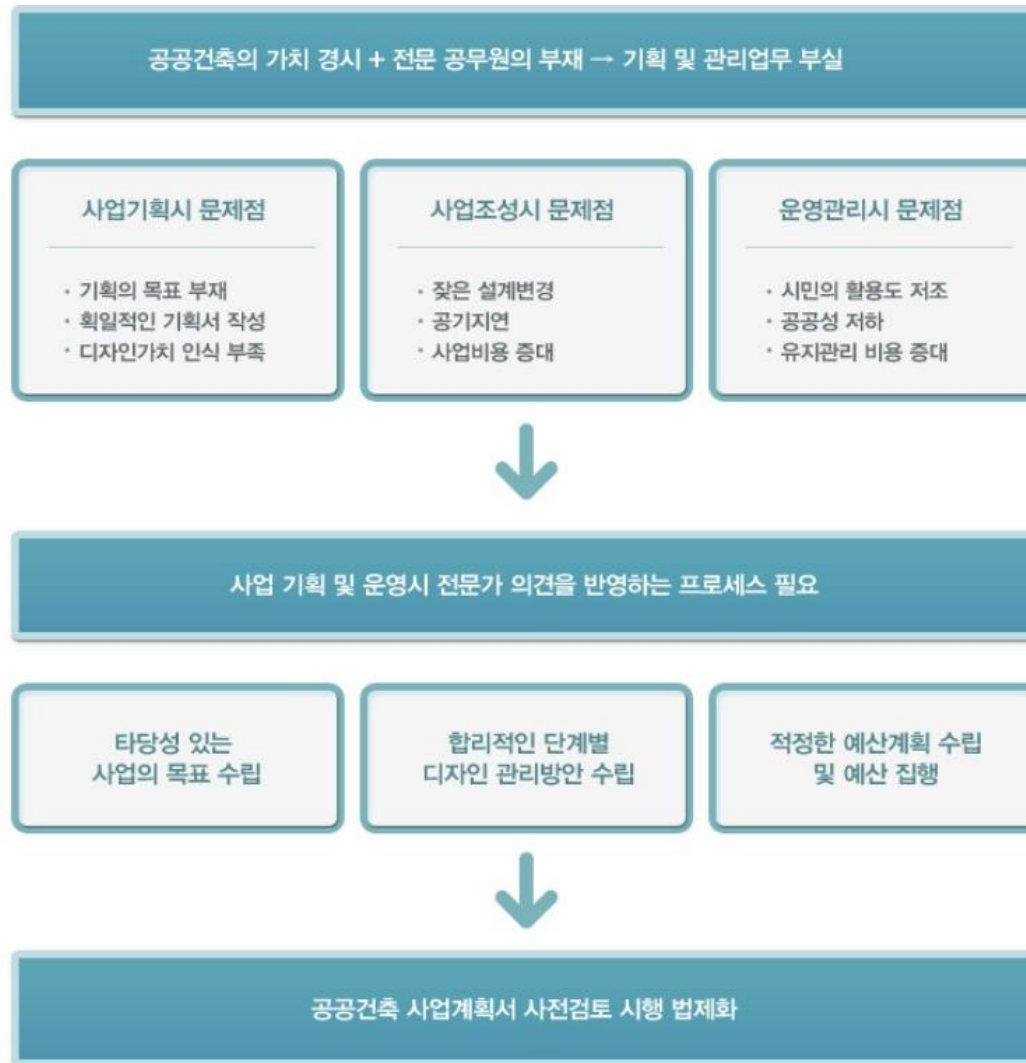 공공건축의 가치 경시 + 전문 공무원의 부재 → 기획 및 관리업무 부실
사업기획시 문제점
· 기획의 목표 부재
· 획일적인 기획서 작성
· 디자인가치 인식 부족
사업조성시 문제점
· 잦은 설계변경
· 공기지연
· 사업비용 증대
운영관리시 문제점
· 시민의 활용도 저조
· 공공성 저하
· 유지관리 비용 증대
사업 기획 및 운영시 전문가 의견을 반영하는 프로세스 필요
타당성 있는
사업의 목표 수립
합리적인 단계별
디자인 관리방안 수립
적정한 예산계획 수립
및 예산 집행
공공건축 사업계획서 사전검토 시행 법제화